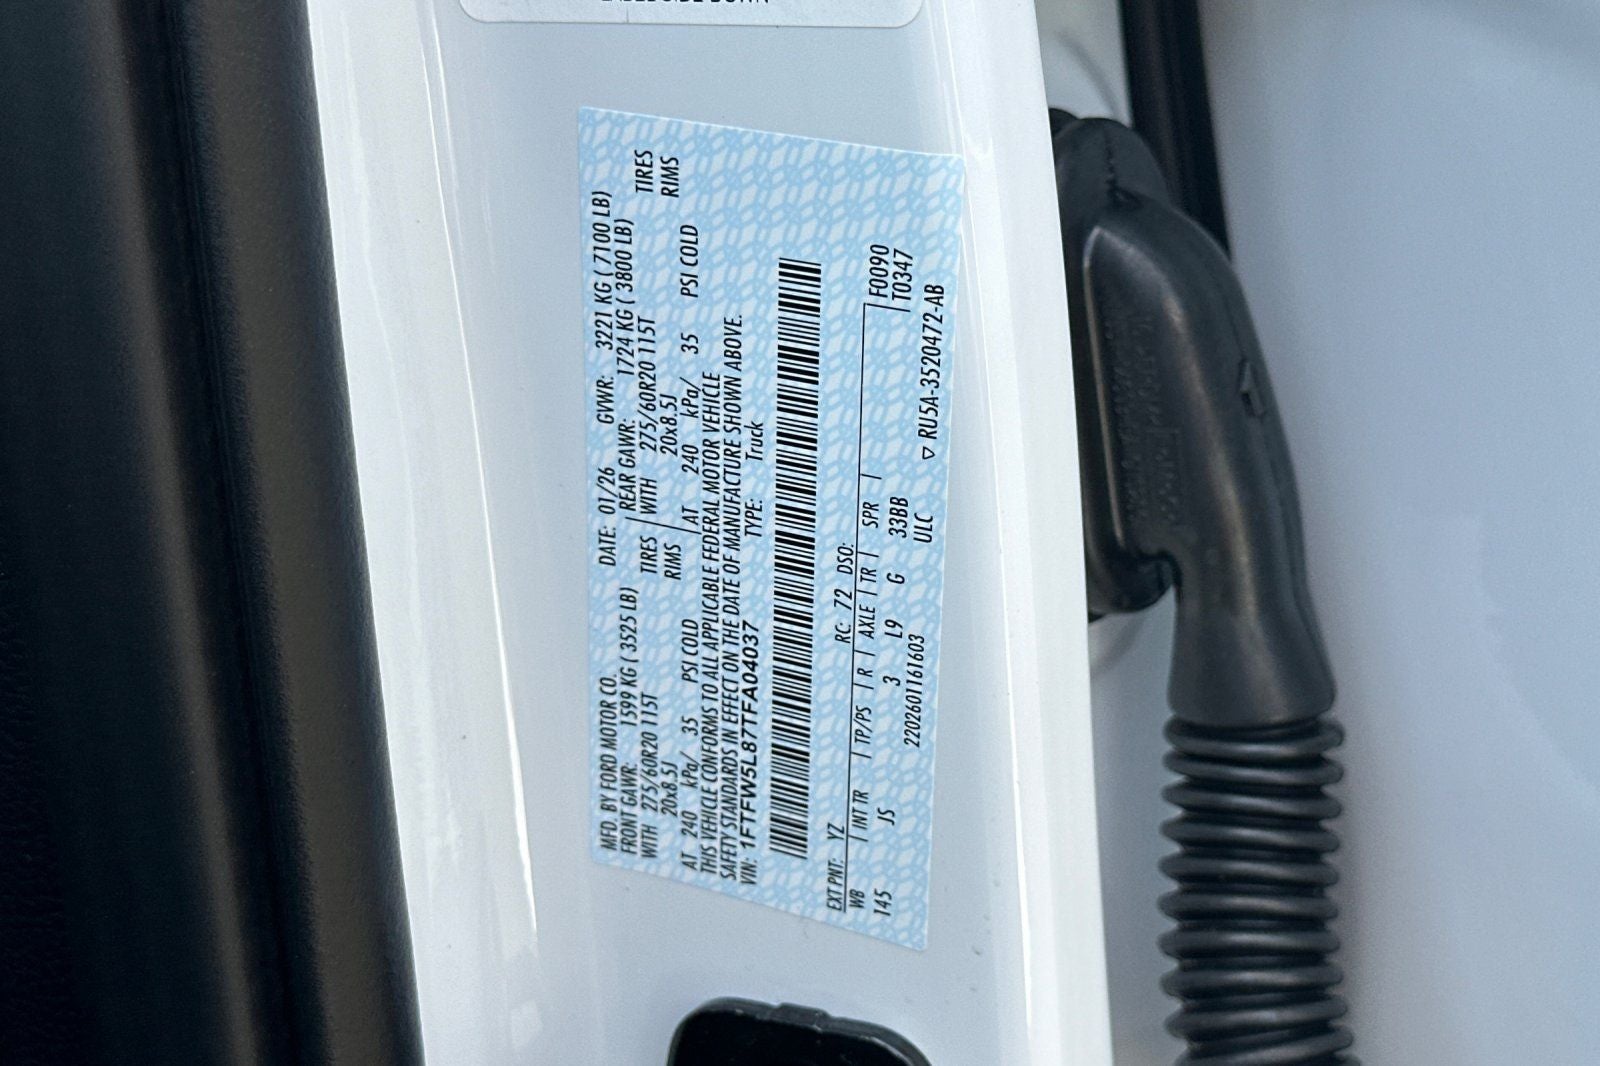 LABEL SIDE DOWN
MFD. BY FORD MOTOR CO. DATE: 01/26 GVWR: 3221 KG ( 7100 LB)
FRONT GAWR: 1599 KG ( 3525 LB) REAR GAWR: 1724 KG ( 3800 LB)
WITH 275/60R20 115T TIRES WITH 275/60R20 115T TIRES
20x8.5J RIMS 20x8.5J RIMS
AT 240 kPa/ 35 PSI COLD AT 240 kPa/ 35 PSI COLD
THIS VEHICLE CONFORMS TO ALL APPLICABLE FEDERAL MOTOR VEHICLE
SAFETY STANDARDS IN EFFECT ON THE DATE OF MANUFACTURE SHOWN ABOVE.
VIN: 1FTFW5L87TFA04037 TYPE: Truck
EXT PNT: YZ RC: 72 DSO:
WB INT TR TP/PS R AXLE TR SPR F0090
145 JS 3 L9 G 33BB T0347
2202601161603 ULC ▽ RU5A-3520472-AB